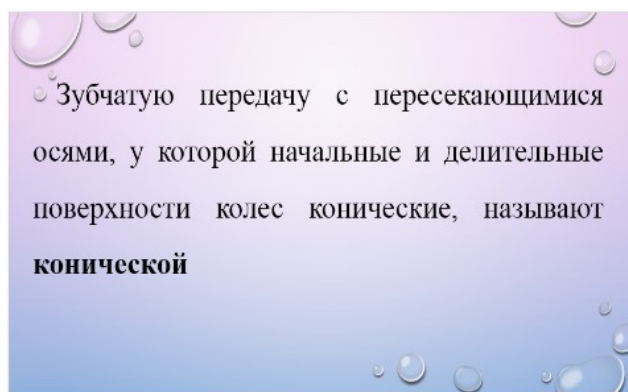 Зубчатую передачу с пересекающимися
осями, у которой начальные и делительные
поверхности колес конические, называют
конической